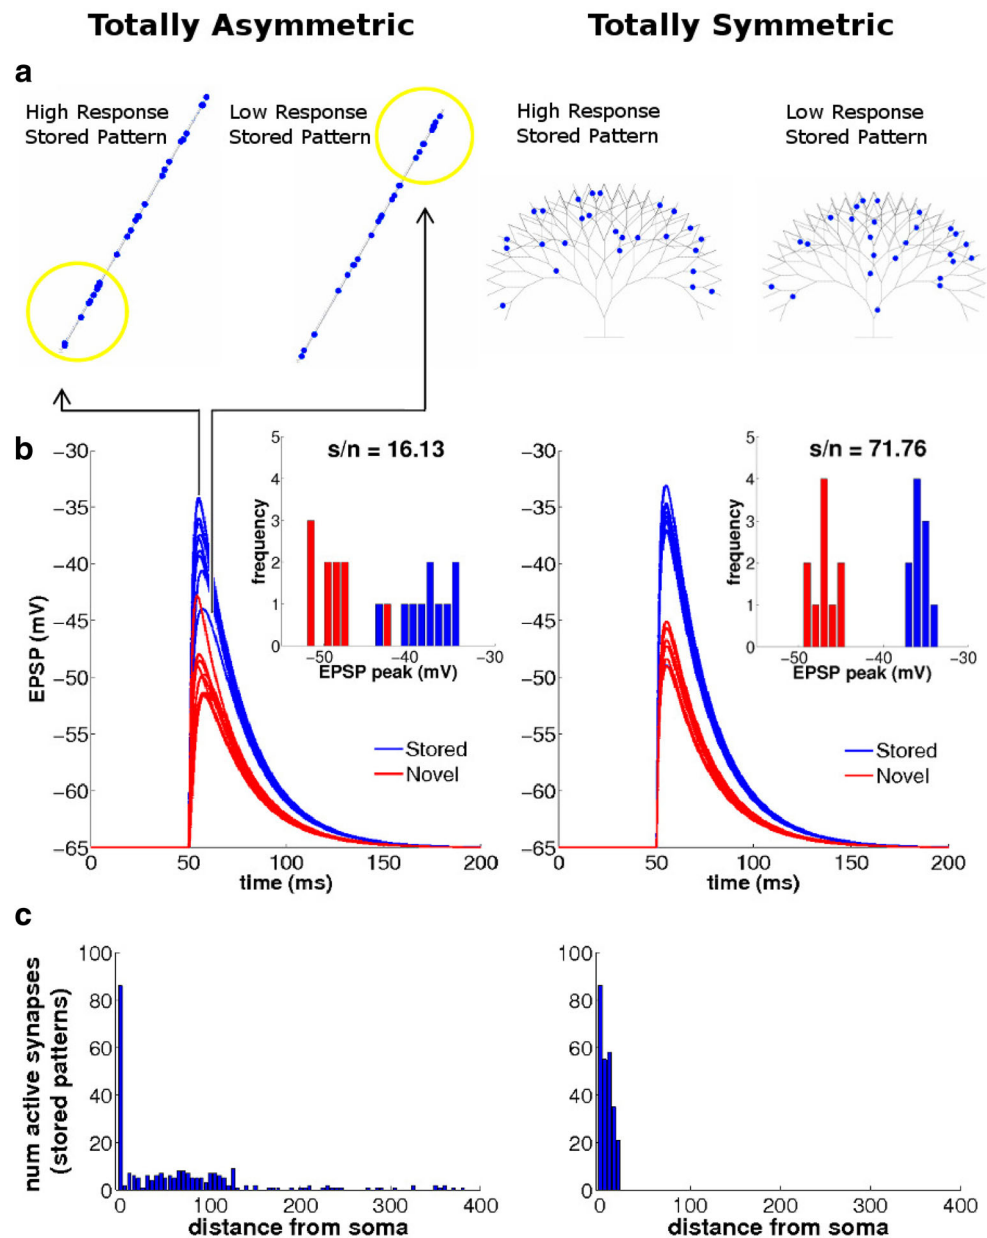 Totally Asymmetric
Totally Symmetric
a
High Response
Stored Pattern
Low Response
Stored Pattern
High Response
Stored Pattern
Low Response
Stored Pattern
b
EPSP (mV)
−30
−35
−40
−45
−50
−55
−60
−65
0
50
100
150
200
time (ms)
s/n = 16.13
frequency
5
4
3
2
1
0
−50
−40
−30
EPSP peak (mV)
Stored
Novel
−30
−35
−40
−45
−50
−55
−60
−65
0
50
100
150
200
time (ms)
s/n = 71.76
frequency
5
4
3
2
1
0
−50
−40
−30
EPSP peak (mV)
Stored
Novel
c
num active synapses
(stored patterns)
100
80
60
40
20
0
0
100
200
300
400
distance from soma
100
80
60
40
20
0
0
100
200
300
400
distance from soma